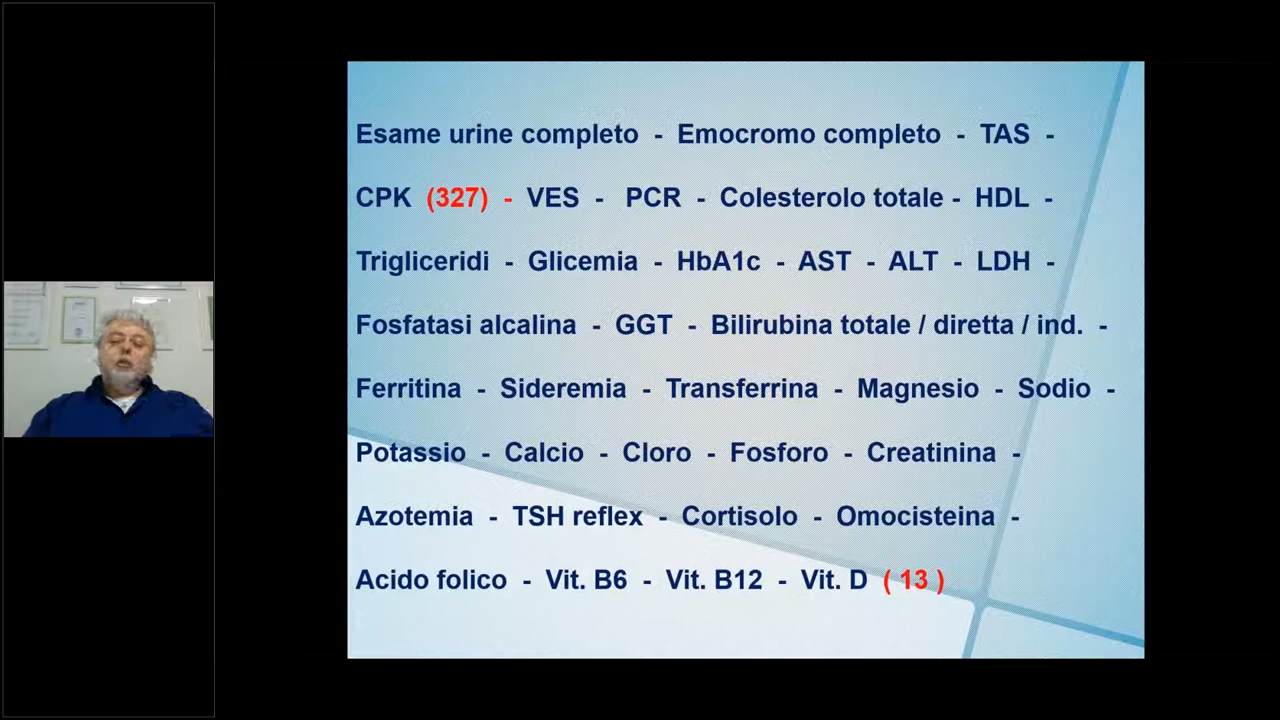 Esame urine completo - Emocromo completo - TAS -
CPK (327) - VES - PCR - Colesterolo totale - HDL -
Trigliceridi - Glicemia - HbA1c - AST - ALT - LDH -
Fosfatasi alcalina - GGT - Bilirubina totale / diretta / ind. -
Ferritina - Sideremia - Transferrina - Magnesio - Sodio -
Potassio - Calcio - Cloro - Fosforo - Creatinina -
Azotemia - TSH reflex - Cortisolo - Omocisteina -
Acido folico - Vit. B6 - Vit. B12 - Vit. D ( 13 )